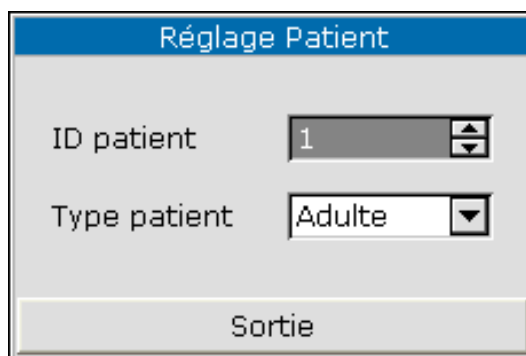 Réglage Patient
ID patient 1
Type patient Adulte
Sortie